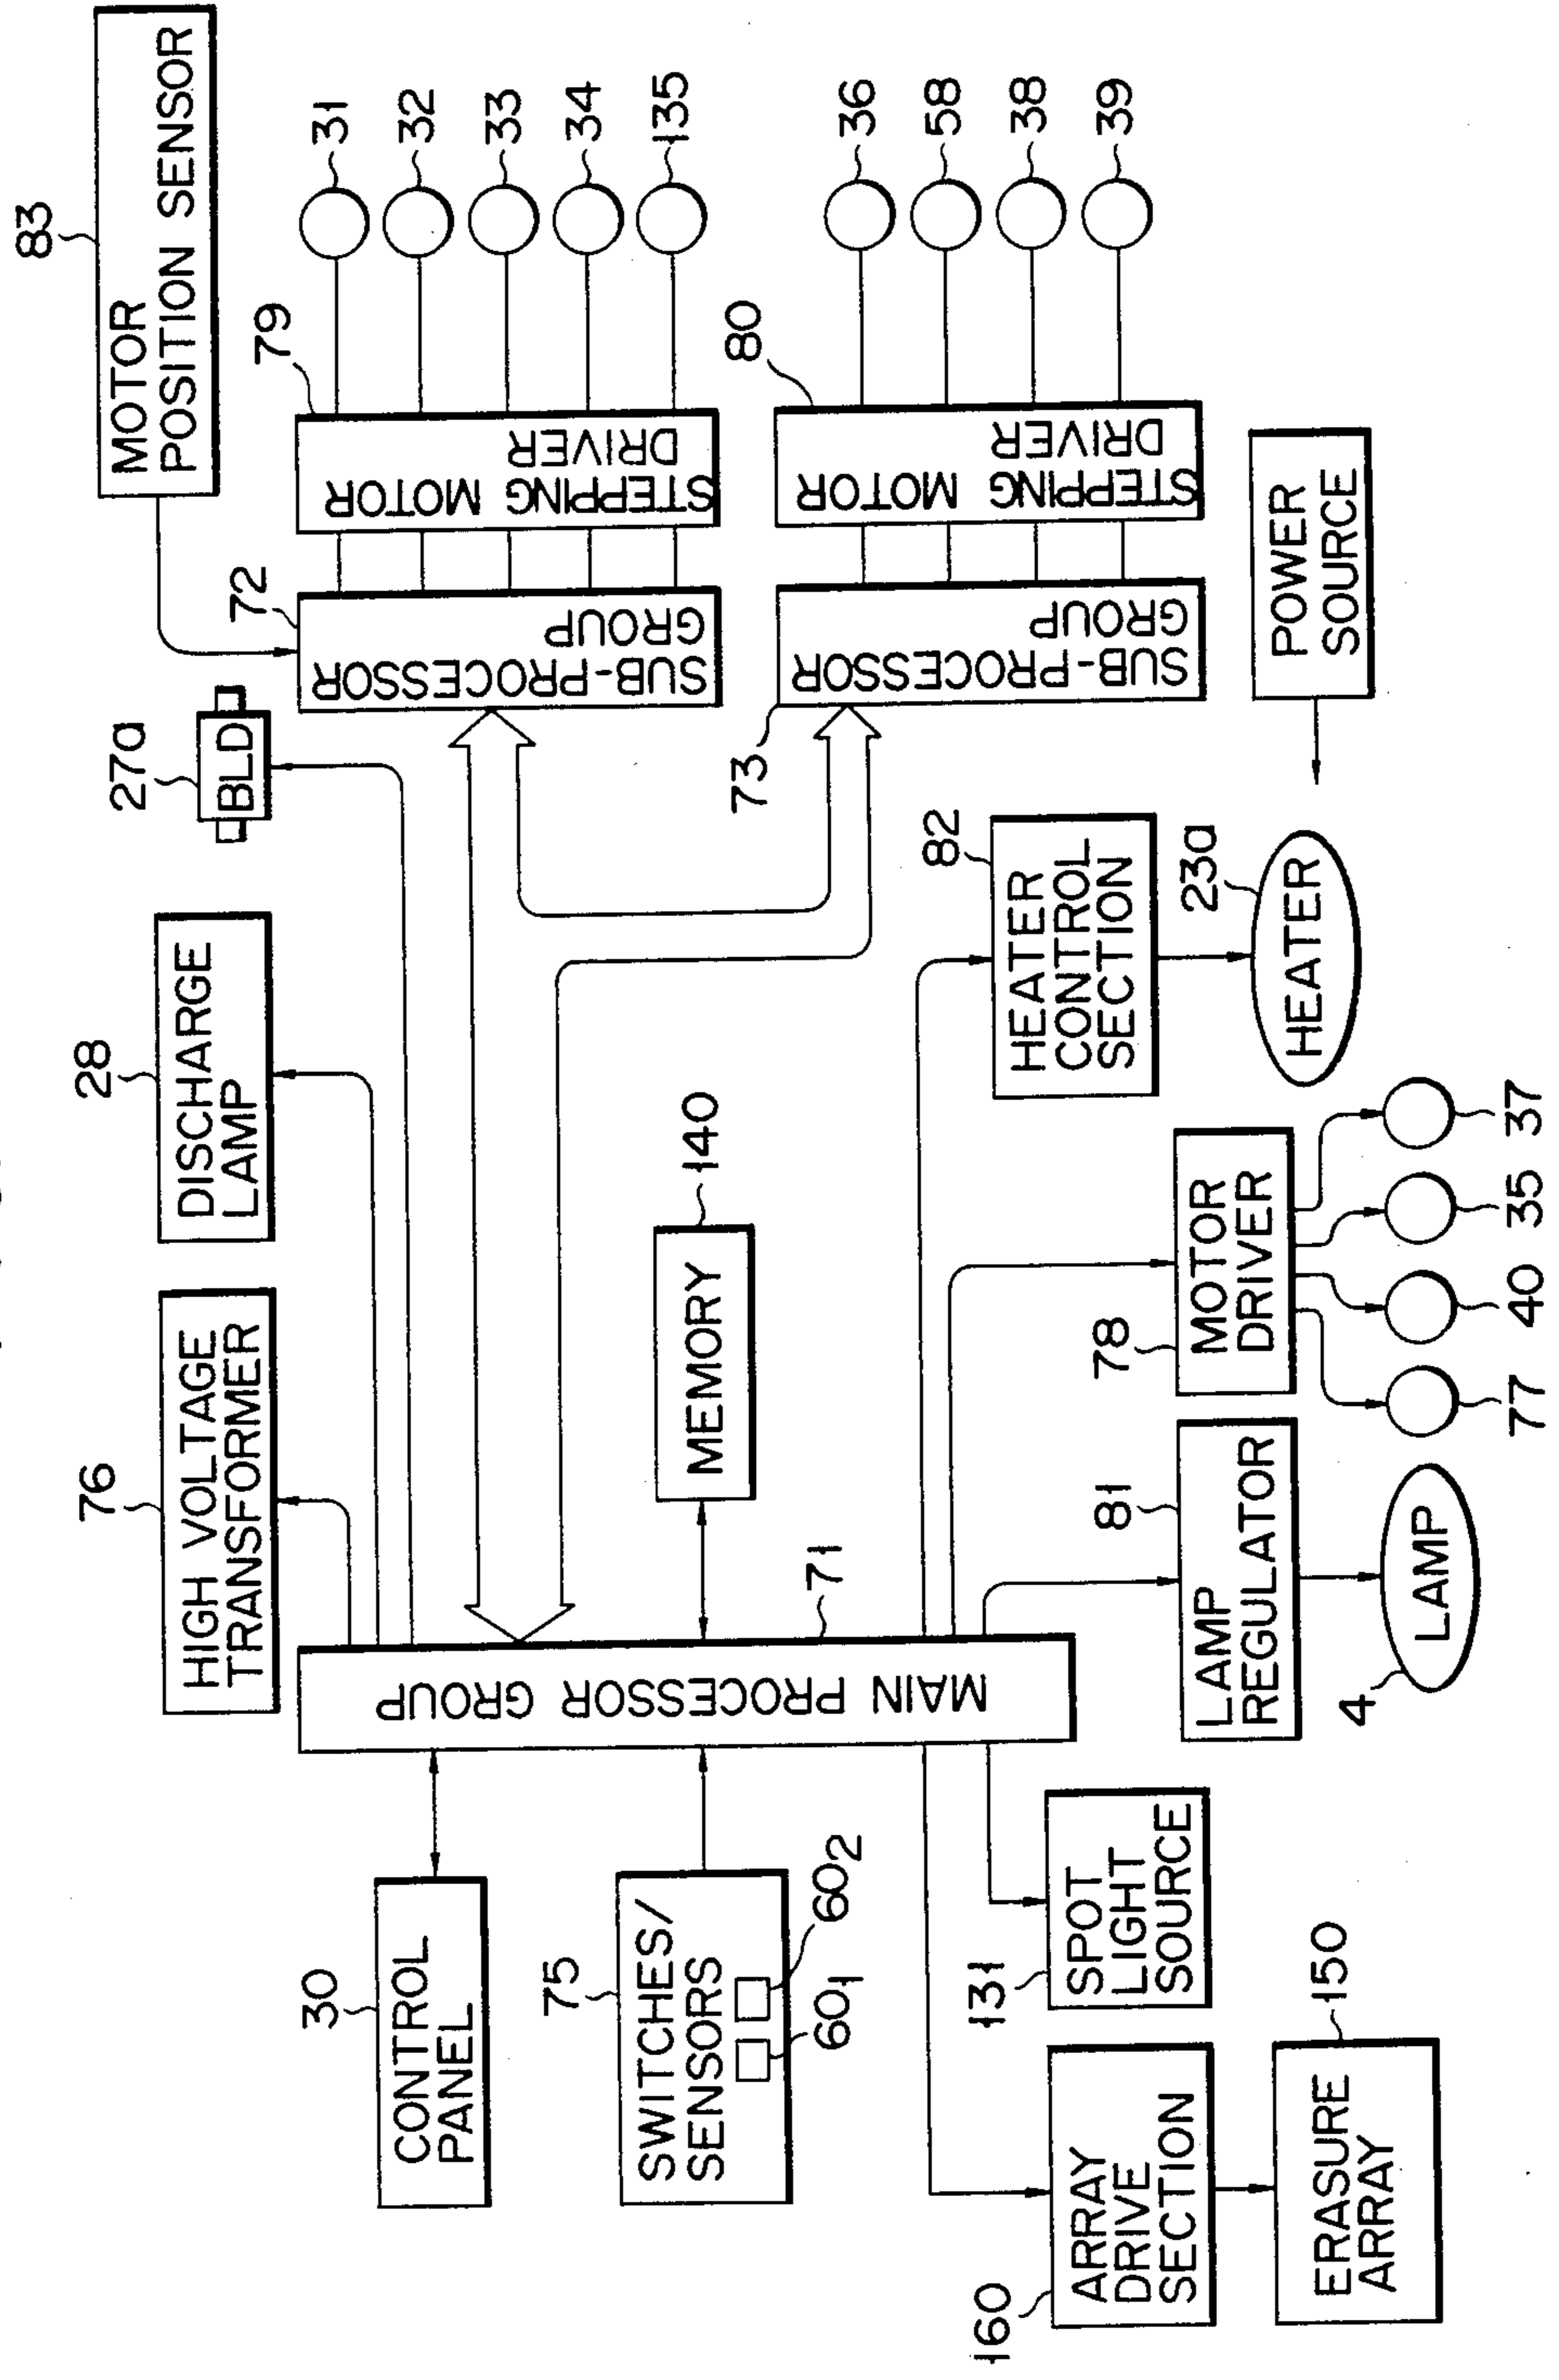 83
MOTOR
POSITION SENSOR
76
HIGH VOLTAGE
TRANSFORMER
28
DISCHARGE
LAMP
27a
BLD
72
SUB-PROCESSOR
GROUP
79
STEPPING MOTOR
DRIVER
31
32
33
34
135
30
CONTROL
PANEL
75
SWITCHES/
SENSORS
60₁
60₂
MAIN PROCESSOR GROUP
71
MEMORY
140
73
SUB-PROCESSOR
GROUP
80
STEPPING MOTOR
DRIVER
36
58
38
39
160
ARRAY
DRIVE
SECTION
ERASURE
ARRAY
150
131
SPOT
LIGHT
SOURCE
81
LAMP
REGULATOR
4
LAMP
78
MOTOR
DRIVER
77
40
35
37
82
HEATER
CONTROL
SECTION
23a
HEATER
POWER
SOURCE